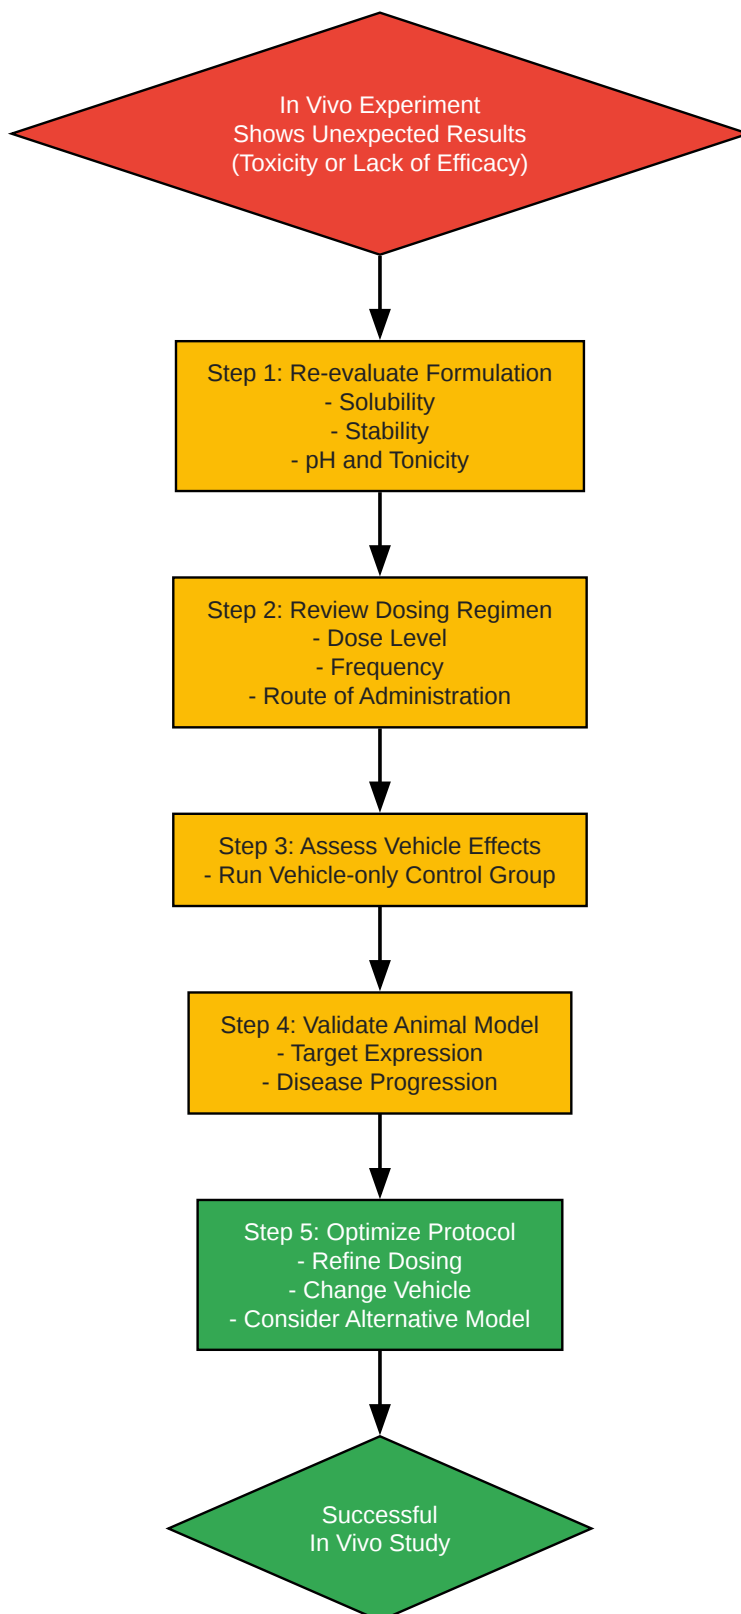 In Vivo Experiment
Shows Unexpected Results
(Toxicity or Lack of Efficacy)
Step 1: Re-evaluate Formulation
- Solubility
- Stability
- pH and Tonicity
Step 2: Review Dosing Regimen
- Dose Level
- Frequency
- Route of Administration
Step 3: Assess Vehicle Effects
- Run Vehicle-only Control Group
Step 4: Validate Animal Model
- Target Expression
- Disease Progression
Step 5: Optimize Protocol
- Refine Dosing
- Change Vehicle
- Consider Alternative Model
Successful
In Vivo Study